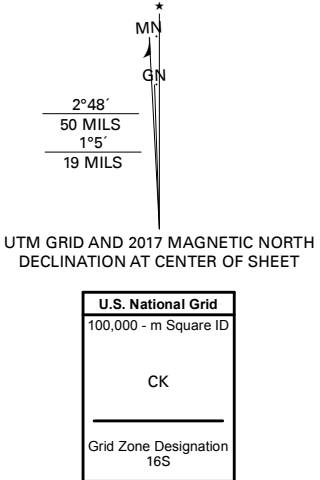 ★
MN
GN
2°48´
50 MILS
1°5´
19 MILS
UTM GRID AND 2017 MAGNETIC NORTH
DECLINATION AT CENTER OF SHEET
U.S. National Grid
100,000 - m Square ID
CK
Grid Zone Designation
16S